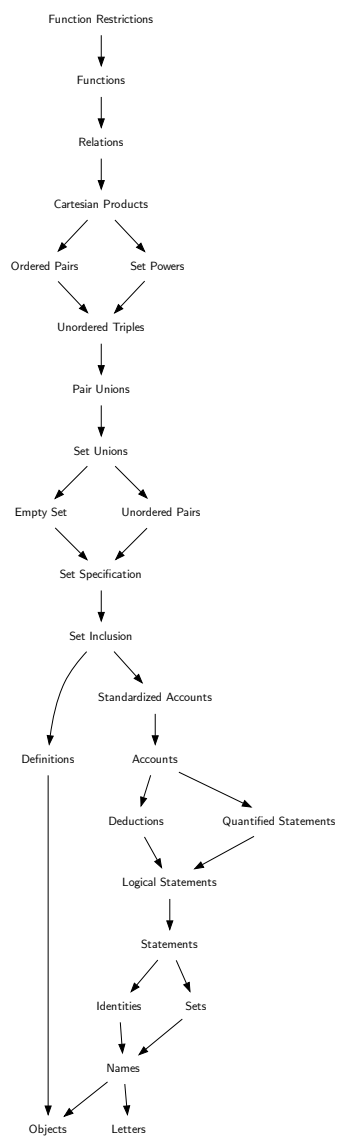 Function Restrictions
Functions
Relations
Cartesian Products
Ordered Pairs
Set Powers
Unordered Triples
Pair Unions
Set Unions
Empty Set
Unordered Pairs
Set Specification
Set Inclusion
Standardized Accounts
Definitions
Accounts
Deductions
Quantified Statements
Logical Statements
Statements
Identities
Sets
Names
Objects
Letters